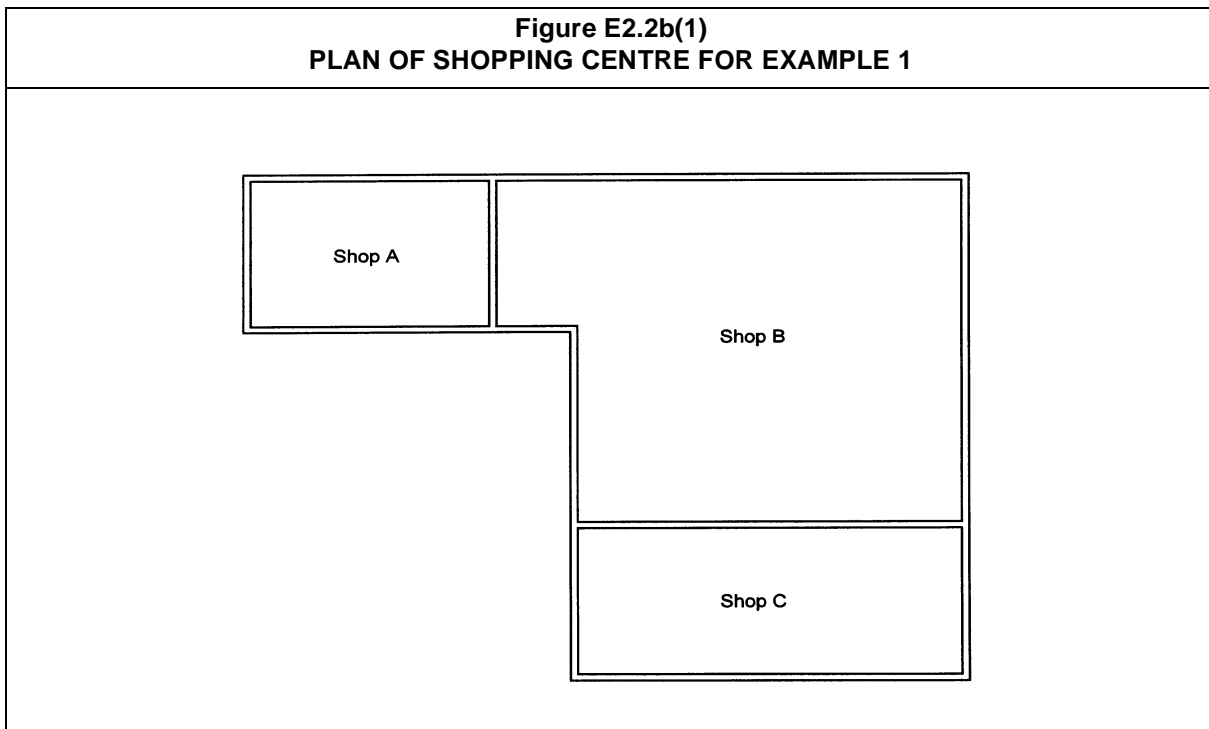 Figure E2.2b(1)
PLAN OF SHOPPING CENTRE FOR EXAMPLE 1
Shop A
Shop B
Shop C